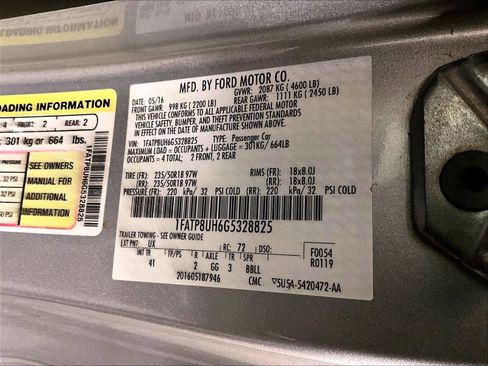 LOADING INFORMATION
OADING INFORMATION
4 FRONT: 2 REAR: 2
301 kg or 664 lbs.
SEE OWNERS
MANUAL FOR
ADDITIONAL
INFORMATION
1FATP8UH6G5328825
MFD. BY FORD MOTOR CO.
DATE: 05/16 GVWR: 2087 KG (4600 LB)
FRONT GAWR: 998 KG (2200 LB) REAR GAWR: 1111 KG (2450 LB)
THIS VEHICLE CONFORMS TO ALL APPLICABLE FEDERAL MOTOR
VEHICLE SAFETY, BUMPER, AND THEFT PREVENTION STANDARDS
IN EFFECT ON THE DATE OF MANUFACTURE SHOWN ABOVE.
VIN: 1FATP8UH6G5328825 TYPE: Passenger Car
MAXIMUM LOAD = OCCUPANTS + LUGGAGE = 301KG / 664LB
OCCUPANTS = 4 TOTAL: 2 FRONT, 2 REAR
TIRE (FR): 235/50R18 97W RIMS (FR): 18x8.0J
(RR): 235/50R18 97W (RR): 18x8.0J
PRESSURE (FR): 220 kPa/ 32 PSI COLD (RR): 220 kPa/ 32 PSI COLD
1FATP8UH6G5328825
TRAILER TOWING - SEE OWNER GUIDE
EXT PNT: UX RC: 72 DSO: F0054
INT TR TP/PS R AXLE TR SPR R0119
41 2 GG 3 BBLL
201605187946 CMC ▽5U5A-5420472-AA